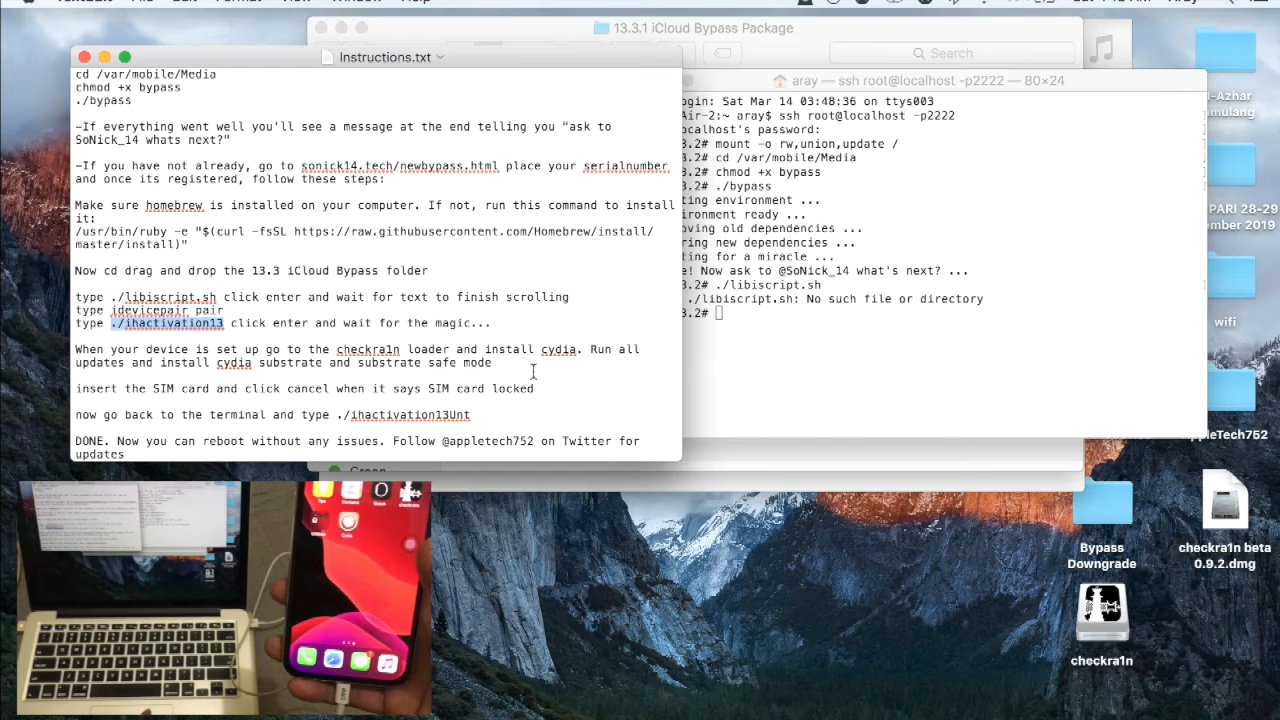 13.3.1 iCloud Bypass Package
Search
Instructions.txt
cd /var/mobile/Media
chmod +x bypass
./bypass
-If everything went well you'll see a message at the end telling you "ask to
SoNick_14 whats next?"
-If you have not already, go to sonick14.tech/newbypass.html place your serialnumber
and once its registered, follow these steps:
Make sure homebrew is installed on your computer. If not, run this command to install
it:
/usr/bin/ruby -e "$(curl -fsSL https://raw.githubusercontent.com/Homebrew/install/
master/install)"
Now cd drag and drop the 13.3 iCloud Bypass folder
type ./libiscript.sh click enter and wait for text to finish scrolling
type idevicepair pair
type ./ihactivation13 click enter and wait for the magic...
When your device is set up go to the checkra1n loader and install cydia. Run all
updates and install cydia substrate and substrate safe mode
insert the SIM card and click cancel when it says SIM card locked
now go back to the terminal and type ./ihactivation13Unt
DONE. Now you can reboot without any issues. Follow @appletech752 on Twitter for
updates
aray — ssh root@localhost -p2222 — 80×24
ogin: Sat Mar 14 03:48:36 on ttys003
Air-2:~ aray$ ssh root@localhost -p2222
ocalhost's password:
3.2# mount -o rw,union,update /
3.2# cd /var/mobile/Media
3.2# chmod +x bypass
3.2# ./bypass
ting environment ...
ironment ready ...
oving old dependencies ...
ring new dependencies ...
ting for a miracle ...
e! Now ask to @SoNick_14 what's next? ...
3.2# ./libiscript.sh
./libiscript.sh: No such file or directory
3.2#
l-Azhar
mulang
PARI 28-29
ember 2019
wifi
ppleTech752
Bypass
Downgrade
checkra1n beta
0.9.2.dmg
checkra1n